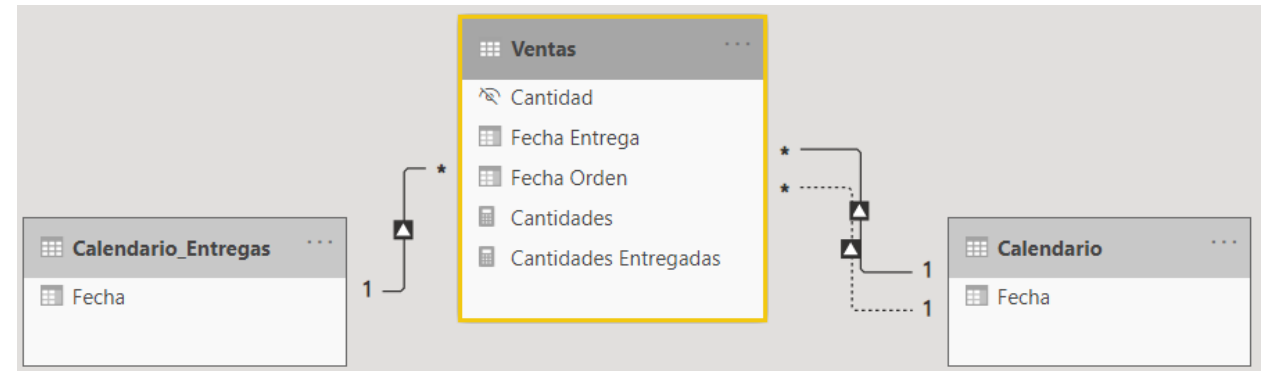 Ventas
Cantidad
Fecha Entrega
Fecha Orden
Cantidades
Cantidades Entregadas
*
1
Calendario_Entregas
Fecha
*
*
1
1
Calendario
Fecha